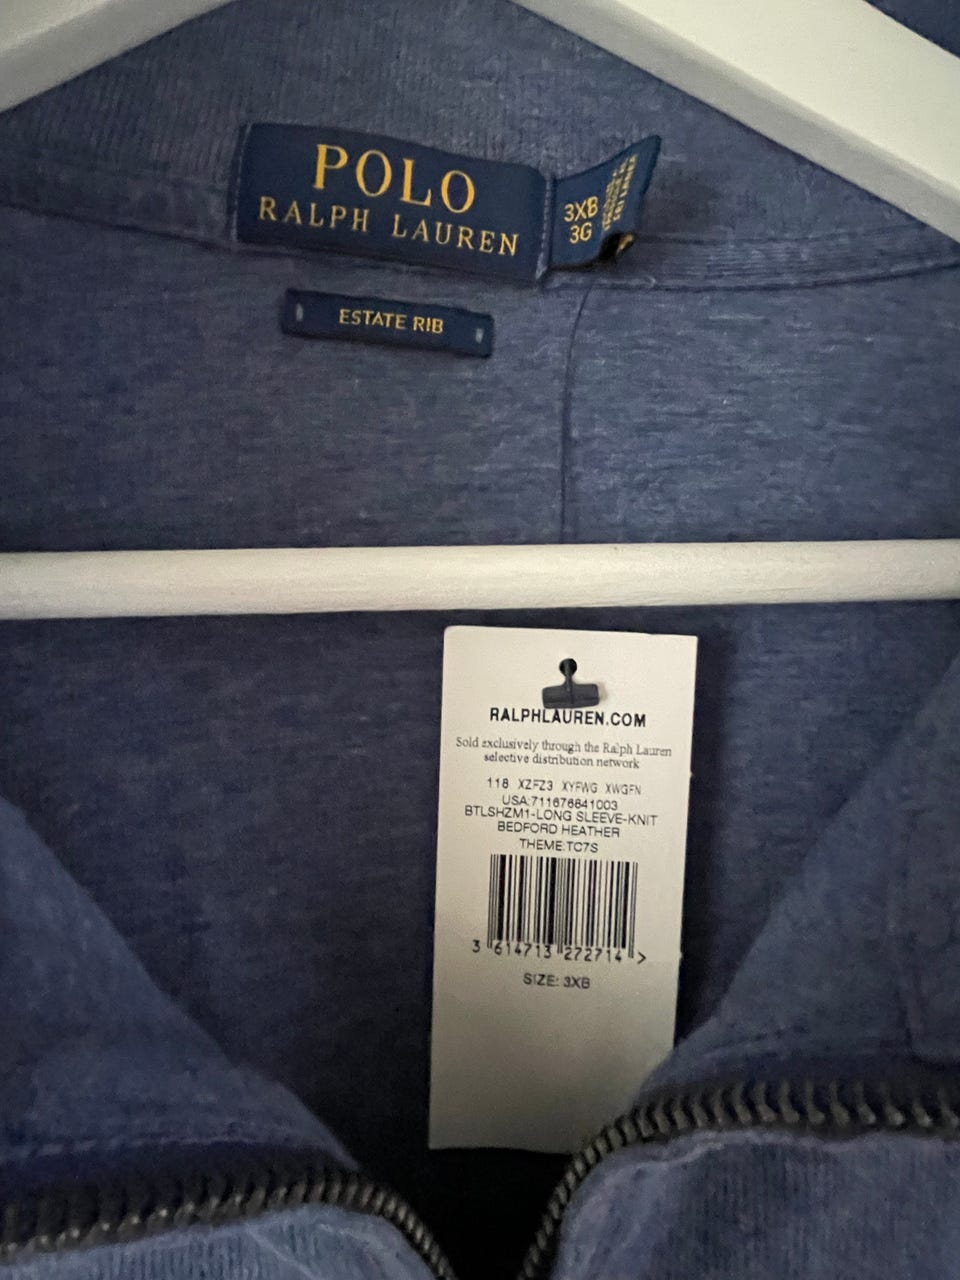 POLO
RALPH LAUREN
3XB
3G
ESTATE RIB
RALPHLAUREN.COM
Sold exclusively through the Ralph Lauren
selective distribution network
118 XZFZ3 XYFWG XWGFN
USA:711676841003
BTLSHZM1-LONG SLEEVE-KNIT
BEDFORD HEATHER
THEME:TC7S
3 614713 272714 >
SIZE: 3XB